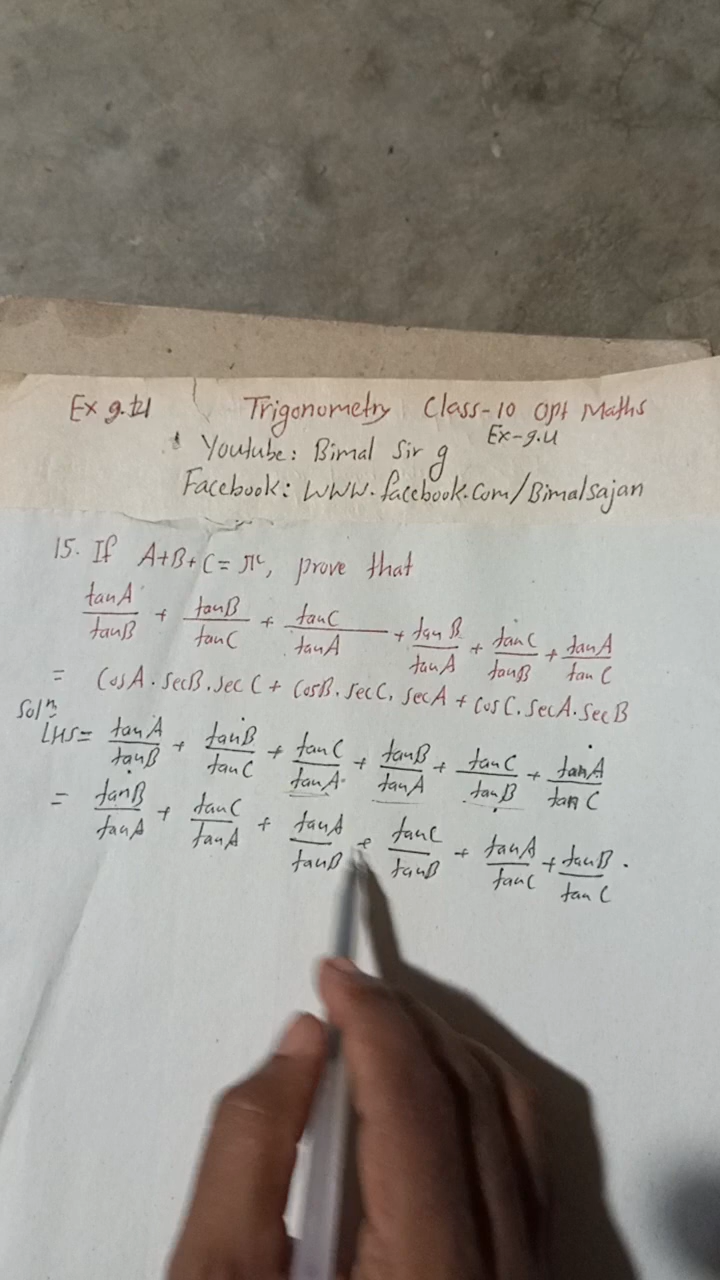 Ex 9.4
Trigonometry Class-10 Opt Maths
Ex-9.4
Youtube: Bimal Sir g
Facebook: WWW.facebook.com/Bimalsajan
15. If A+B+C = πᶜ, prove that
tanA/tanB + tanB/tanC + tanC/tanA + tanB/tanA + tanC/tanB + tanA/tanC
= CosA.secB.secC + CosB.secC.secA + CosC.secA.secB
Solⁿ
LHS = tanA/tanB + tanB/tanC + tanC/tanA + tanB/tanA + tanC/tanB + tanA/tanC
= tanB/tanA + tanC/tanA + tanA/tanB + tanC/tanB + tanA/tanC + tanB/tanC .